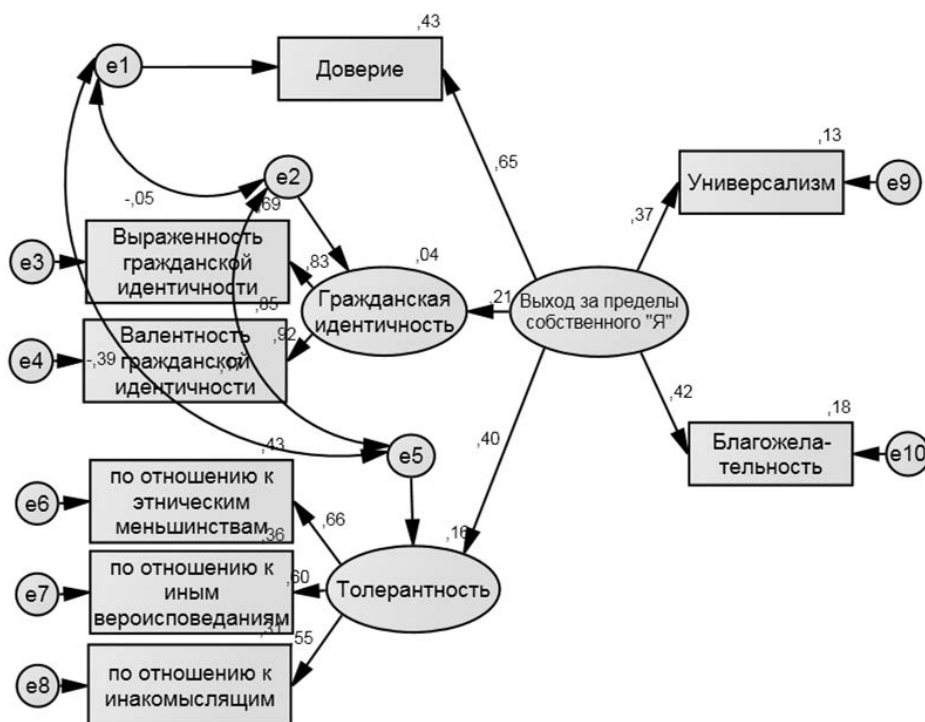 ,43
e1
Доверие
,13
e2
-,05
,69
,65
Универсализм
e9
,37
Выраженность
гражданской
идентичности
e3
,83
,04
Гражданская
идентичность
,21
Выход за пределы
собственного "Я"
,85
Валентность
гражданской
идентичности
e4
,92
-,39
,42
,18
Благожела-
тельность
e10
,40
e5
,43
по отношению к
этническим
меньшинствам
e6
,66
,36
,16
по отношению к
иным
вероисповеданиям
e7
,60
Толерантность
,31
,55
по отношению к
инакомыслящим
e8